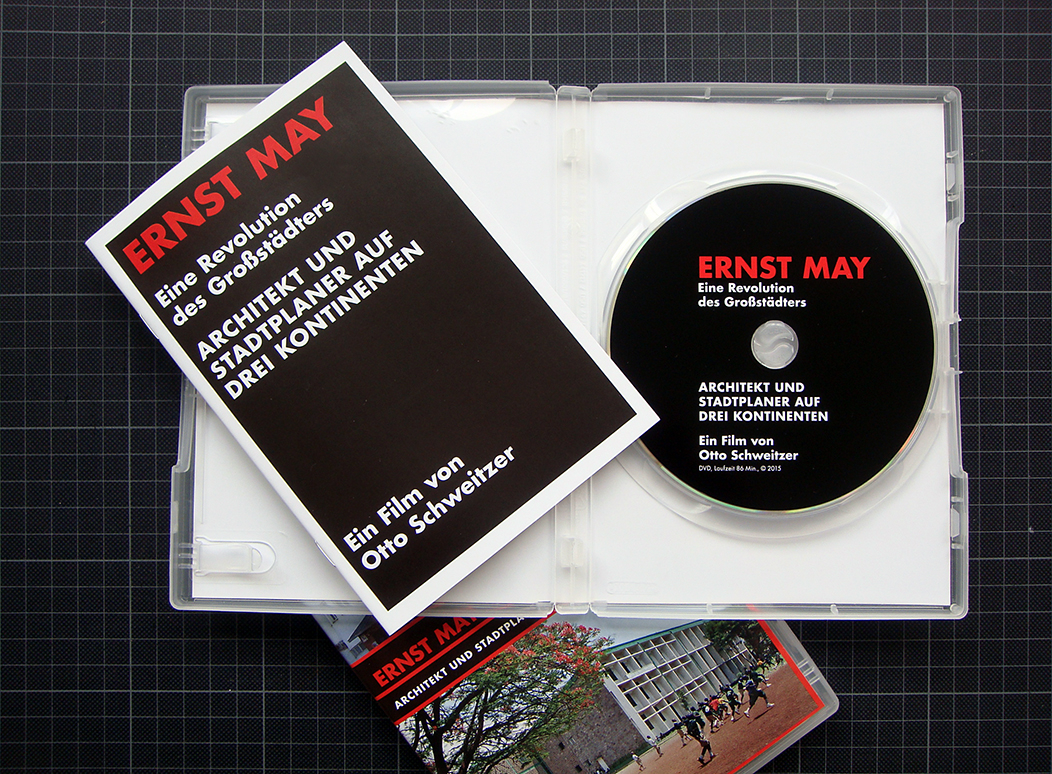 ERNST MAY
Eine Revolution
des Großstädters
ARCHITEKT UND
STADTPLANER AUF
DREI KONTINENTEN
Ein Film von
Otto Schweitzer
ERNST MAY
Eine Revolution
des Großstädters
ARCHITEKT UND
STADTPLANER AUF
DREI KONTINENTEN
Ein Film von
Otto Schweitzer
DVD, Laufzeit 86 Min., © 2015
ERNST MAY
ARCHITEKT UND